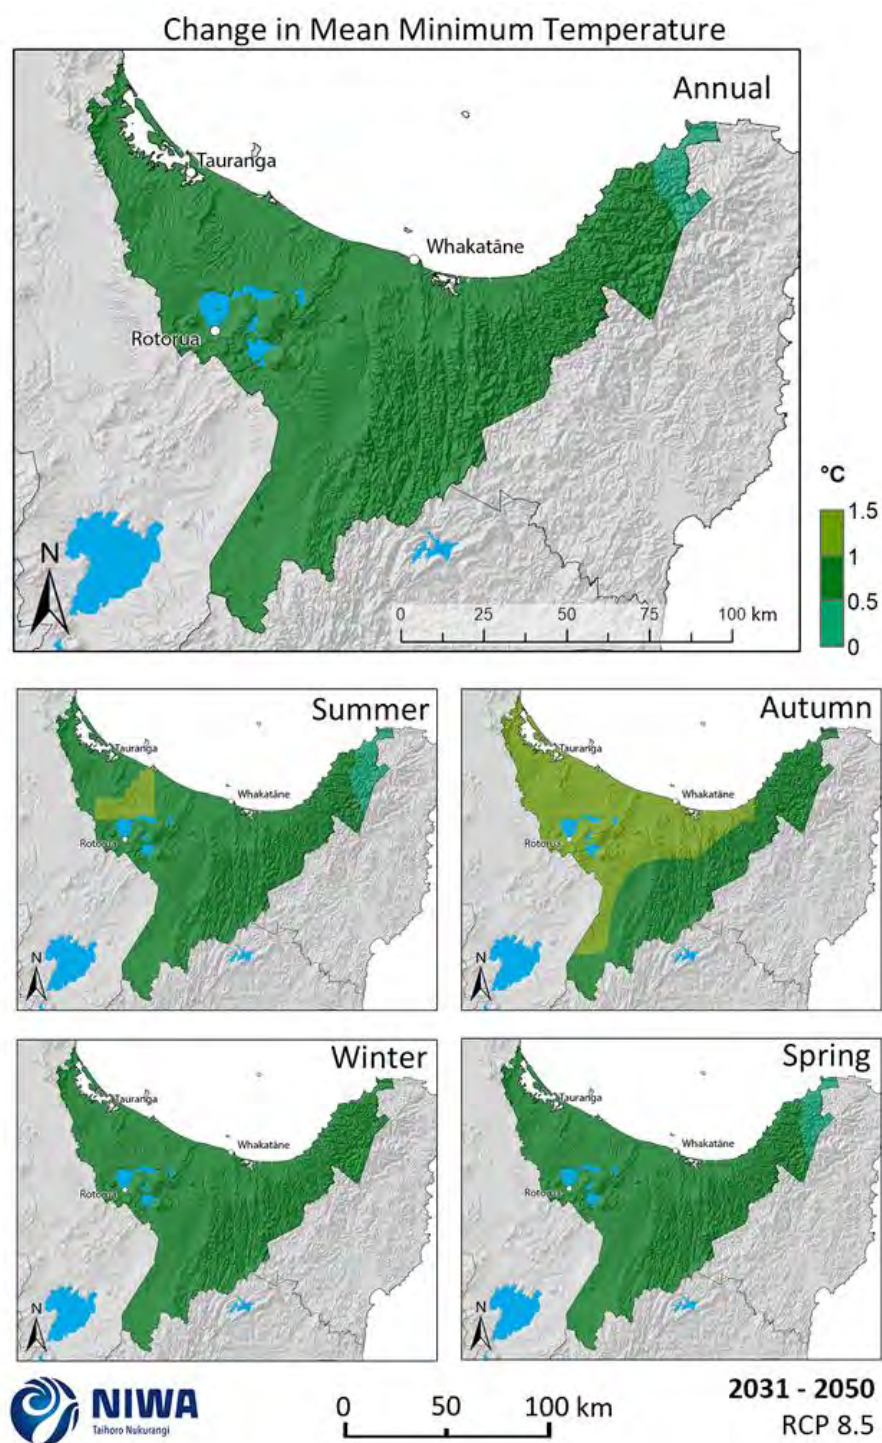 Change in Mean Minimum Temperature
Annual
Tauranga
Whakatāne
Rotorua
°C
1.5
1
0.5
0
N
0 25 50 75 100 km
Summer
Tauranga
Whakatāne
Rotorua
N
Autumn
Tauranga
Whakatāne
Rotorua
N
Winter
Tauranga
Whakatāne
Rotorua
N
Spring
Tauranga
Whakatāne
Rotorua
N
NIWA
Taihoro Nukurangi
0 50 100 km
2031 - 2050
RCP 8.5